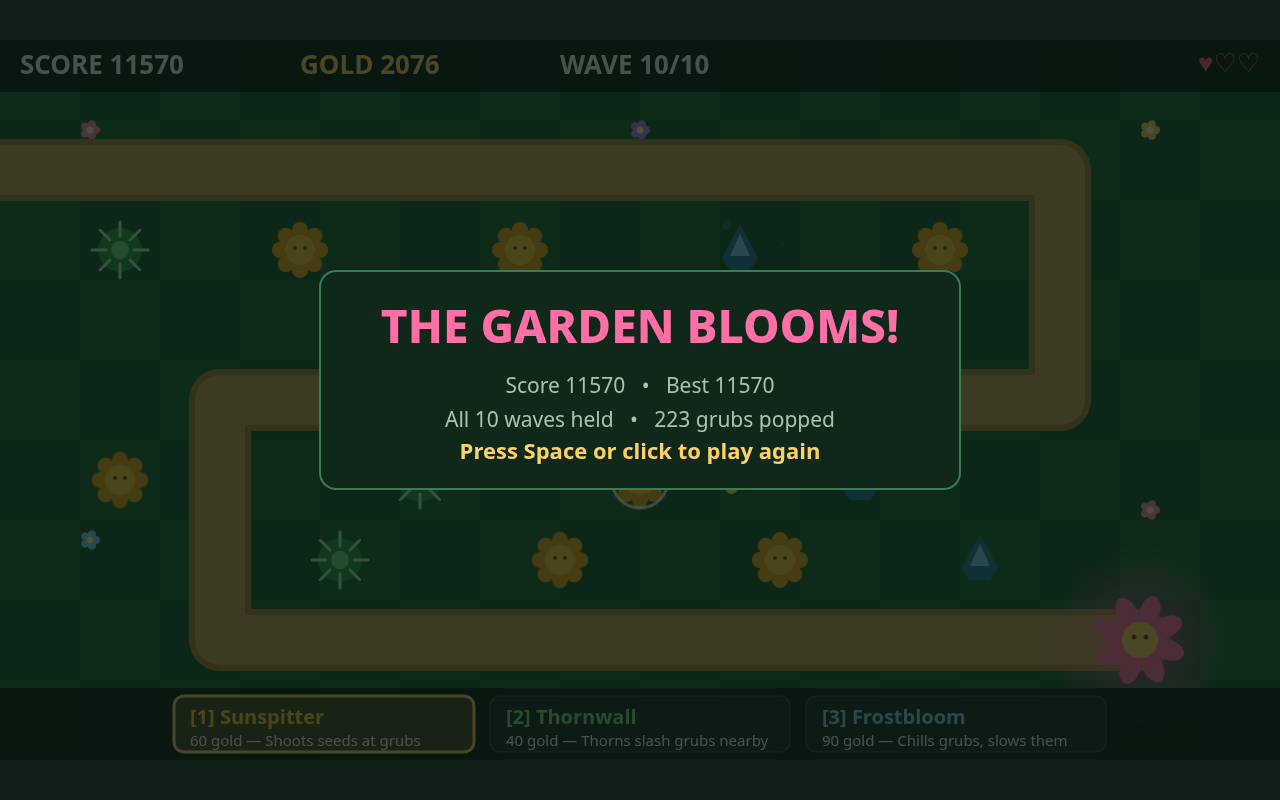 SCORE 11570
GOLD 2076
WAVE 10/10
♥♡♡
THE GARDEN BLOOMS!
Score 11570 • Best 11570
All 10 waves held • 223 grubs popped
Press Space or click to play again
[1] Sunspitter
60 gold — Shoots seeds at grubs
[2] Thornwall
40 gold — Thorns slash grubs nearby
[3] Frostbloom
90 gold — Chills grubs, slows them